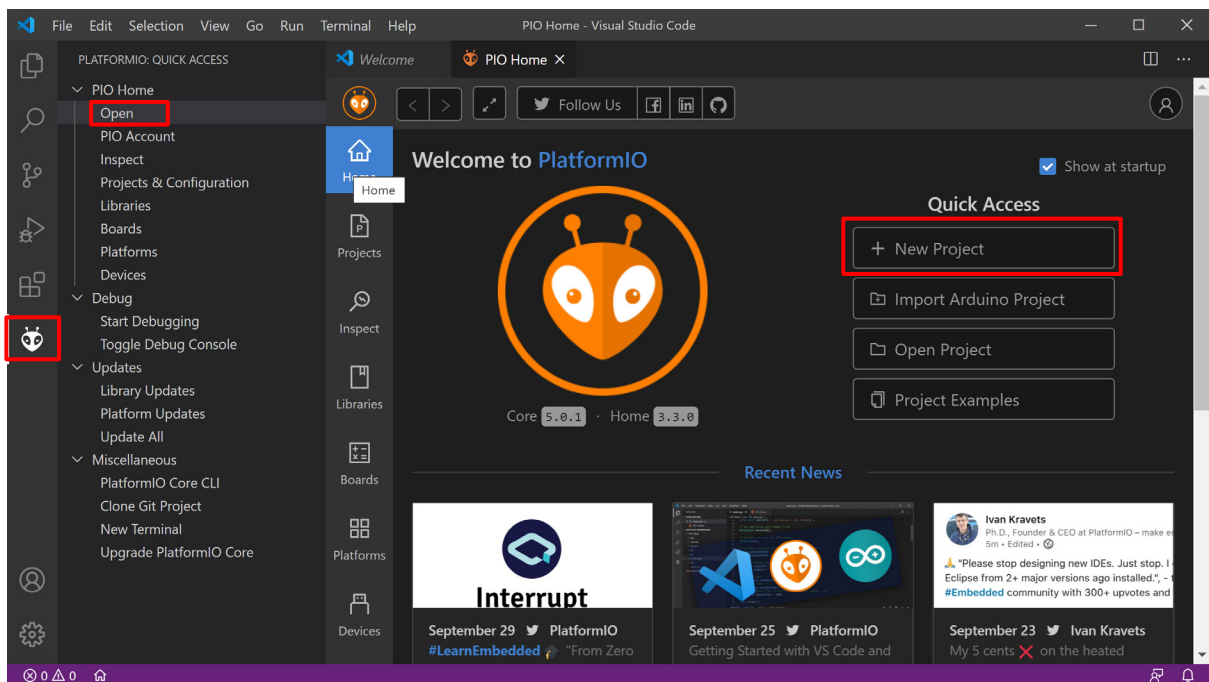 File Edit Selection View Go Run Terminal Help
PIO Home - Visual Studio Code
PLATFORMIO: QUICK ACCESS
PIO Home
Open
PIO Account
Inspect
Projects & Configuration
Libraries
Boards
Platforms
Devices
Debug
Start Debugging
Toggle Debug Console
Updates
Library Updates
Platform Updates
Update All
Miscellaneous
PlatformIO Core CLI
Clone Git Project
New Terminal
Upgrade PlatformIO Core
Welcome
PIO Home
Follow Us
Home
Home
Projects
Inspect
Libraries
Boards
Platforms
Devices
Welcome to PlatformIO
Show at startup
Core 5.0.1 · Home 3.3.0
Quick Access
New Project
Import Arduino Project
Open Project
Project Examples
Recent News
Interrupt
September 29 PlatformIO
#LearnEmbedded "From Zero
September 25 PlatformIO
Getting Started with VS Code and
Ivan Kravets
Ph.D., Founder & CEO at PlatformIO – make
5m • Edited •
"Please stop designing new IDEs. Just stop. I
Eclipse from 2+ major versions ago installed.", -
#Embedded community with 300+ upvotes and
September 23 Ivan Kravets
My 5 cents on the heated
0 0